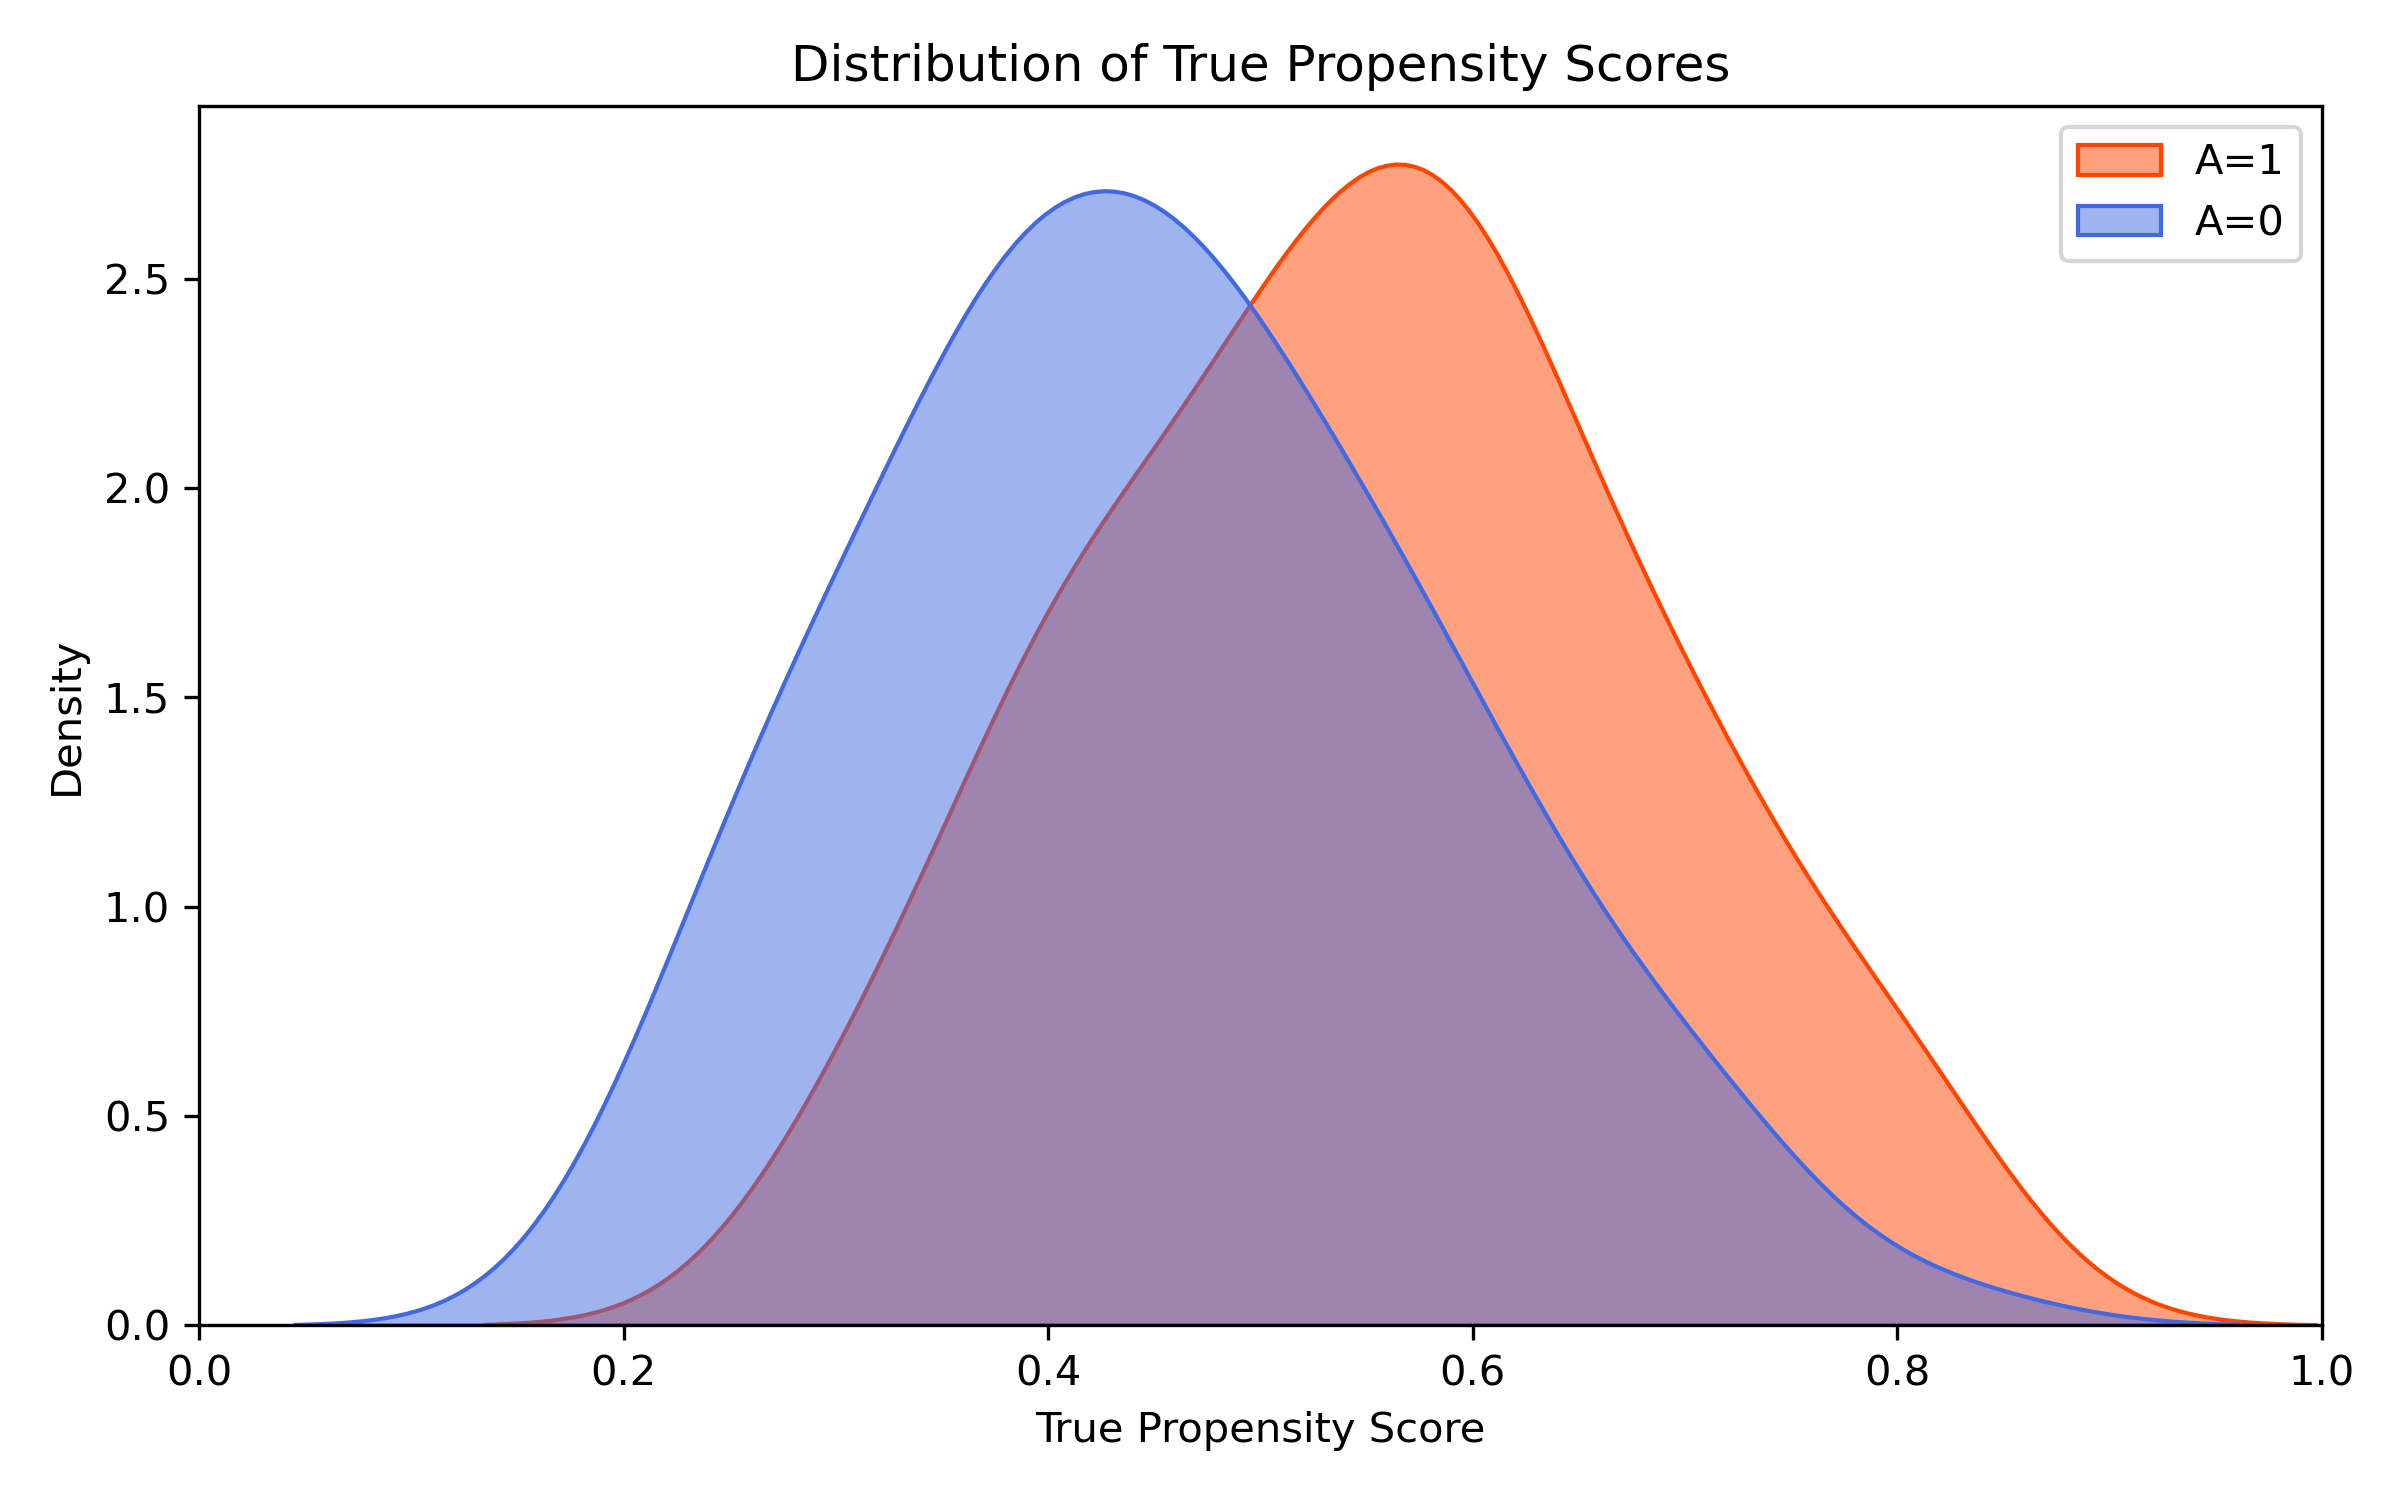 Distribution of True Propensity Scores
A=1
A=0
Density
2.5
2.0
1.5
1.0
0.5
0.0
0.0 0.2 0.4 0.6 0.8 1.0
True Propensity Score